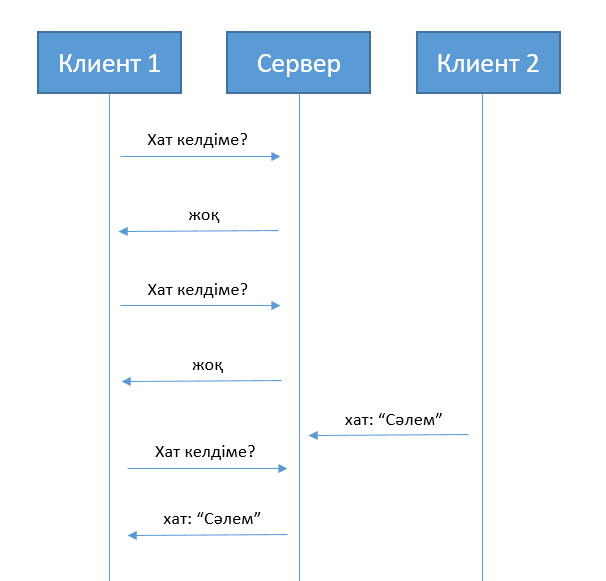 Клиент 1
Сервер
Клиент 2
Хат келдіме?
жоқ
Хат келдіме?
жоқ
хат: “Сәлем”
Хат келдіме?
хат: “Сәлем”